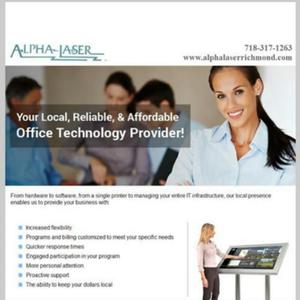 ALPHA-LASER
718-317-1263
www.alphalaserrichmond.com
Your Local, Reliable, & Affordable
Office Technology Provider!
From hardware to software, from a single printer to managing your entire IT infrastructure, our local presence
enables us to provide your business with:
Increased flexibility
Programs and billing customized to meet your specific needs
Quicker response times
Engaged participation in your program
More personal attention
Proactive support
The ability to keep your dollars local